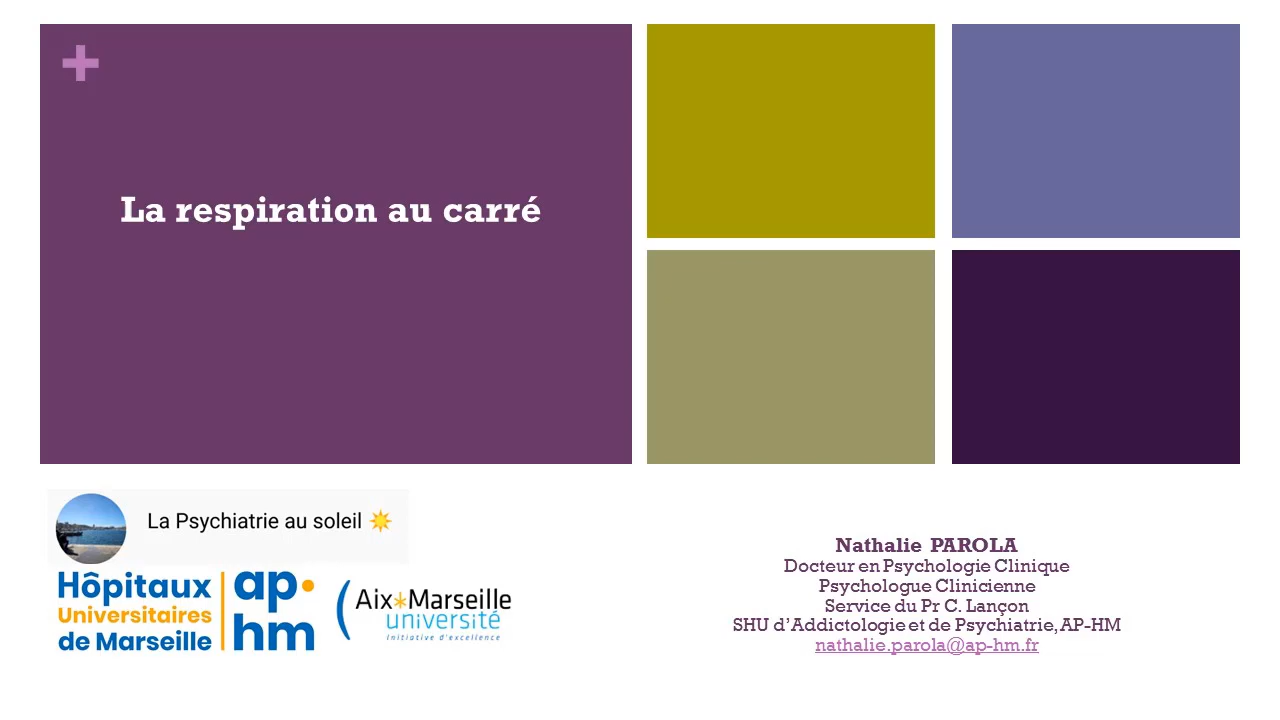 +
La respiration au carré
La Psychiatrie au soleil ☀️
Hôpitaux
Universitaires
de Marseille
ap·
hm
(Aix*Marseille
université
Initiative d'excellence
Nathalie PAROLA
Docteur en Psychologie Clinique
Psychologue Clinicienne
Service du Pr C. Lançon
SHU d'Addictologie et de Psychiatrie, AP-HM
nathalie.parola@ap-hm.fr